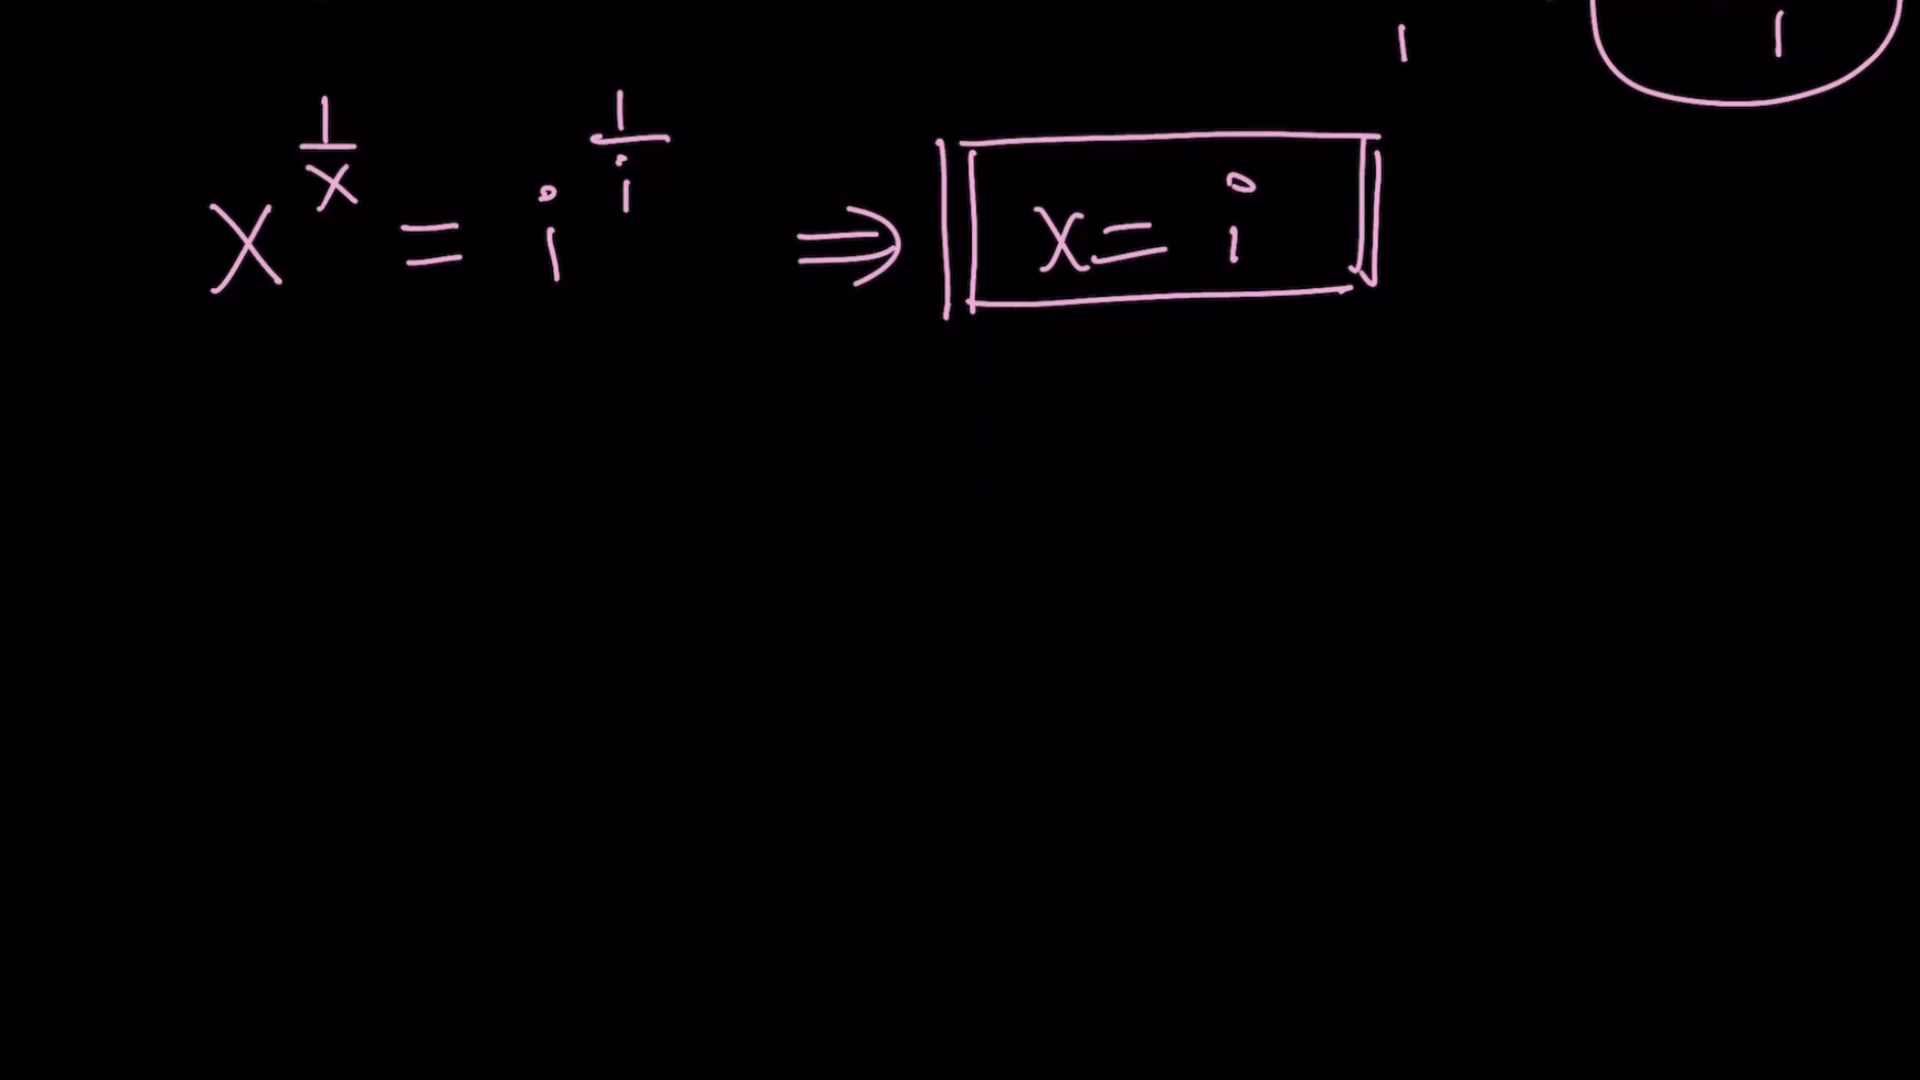 x^(1/x) = i^(1/i) ⇒ x = i